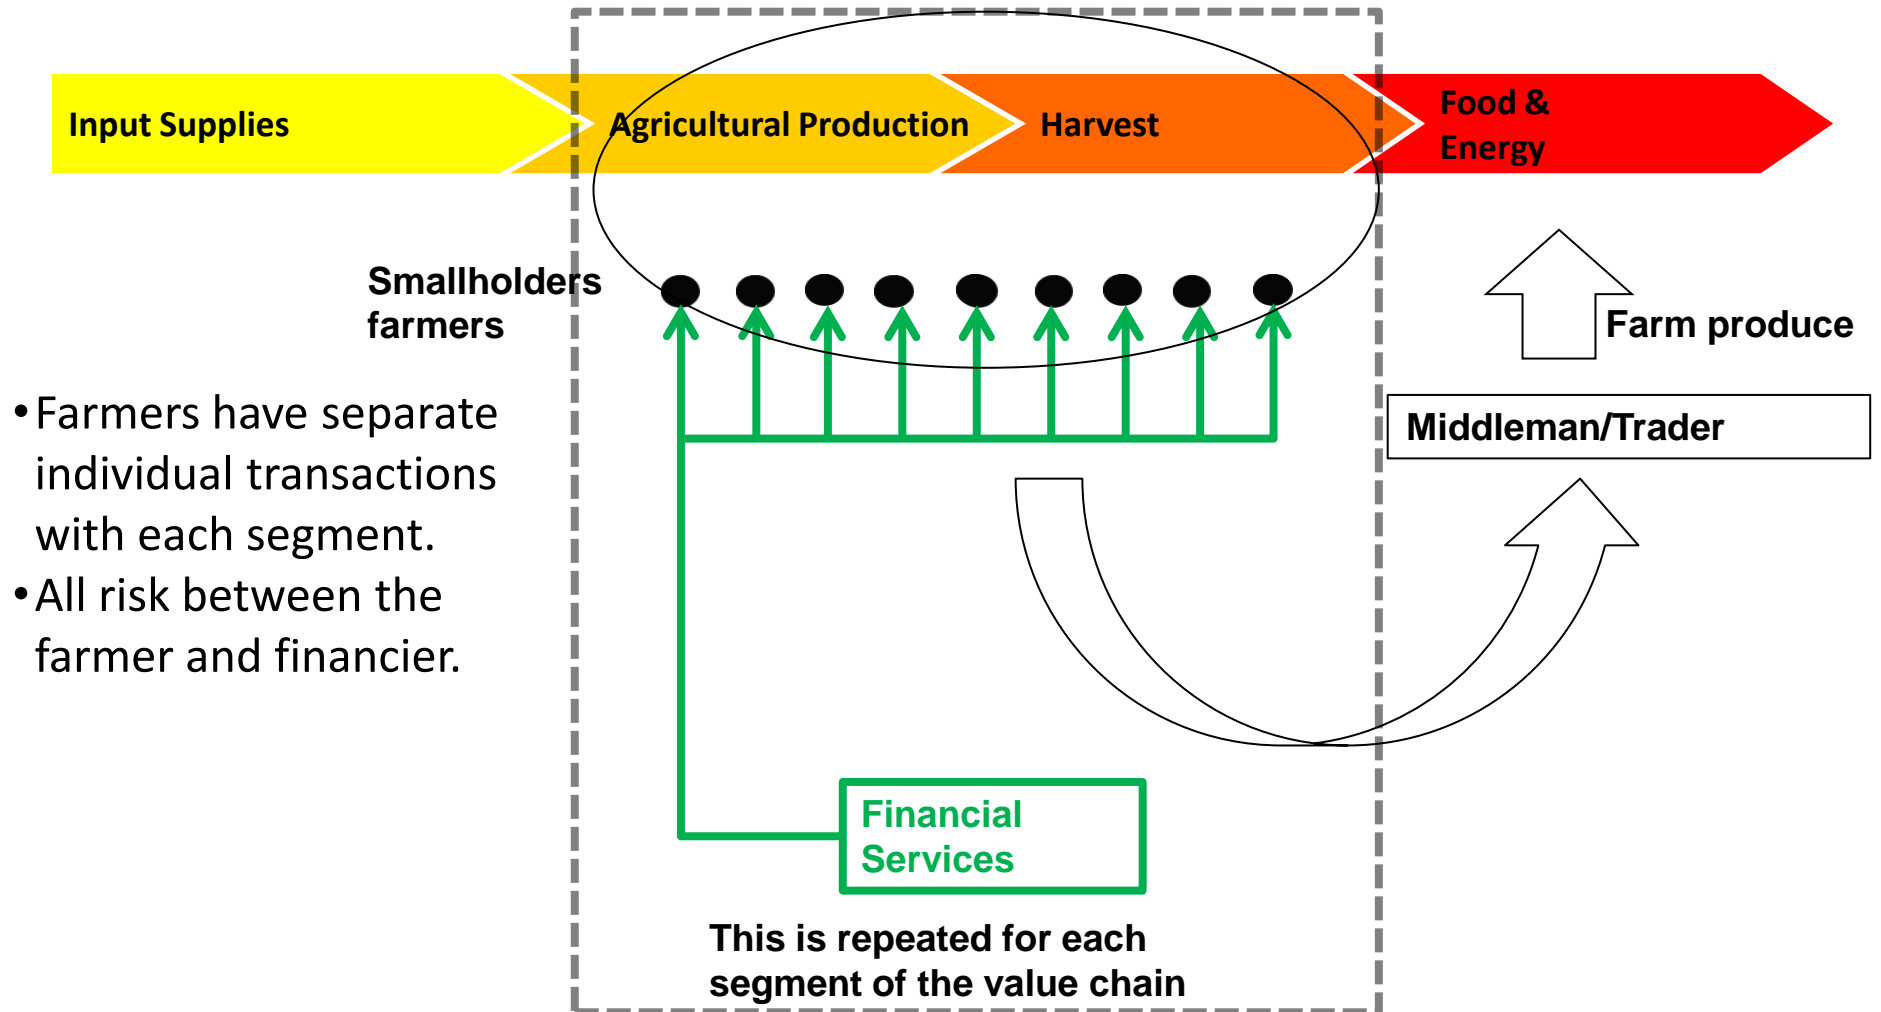 Input Supplies
Agricultural Production
Harvest
Food &
Energy
Smallholders
farmers
Farm produce
•Farmers have separate
individual transactions
with each segment.
•All risk between the
farmer and financier.
Middleman/Trader
Financial
Services
This is repeated for each
segment of the value chain